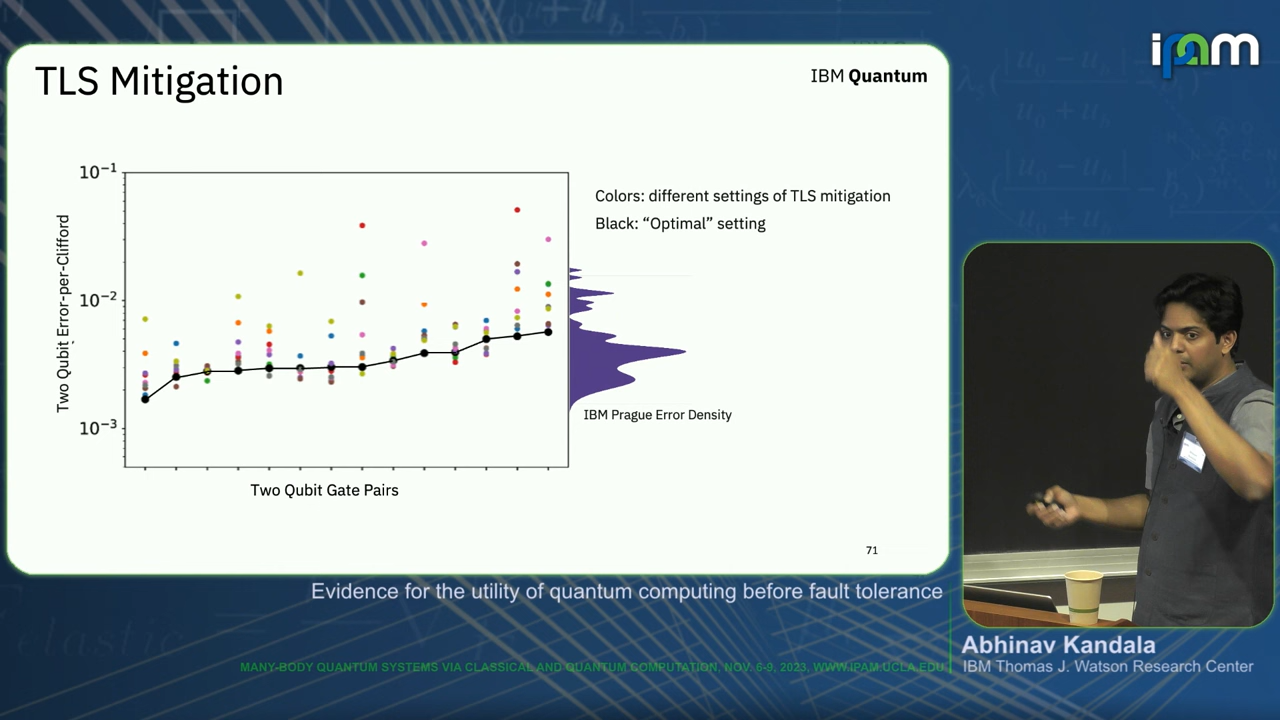 ipam
TLS Mitigation
IBM Quantum
10⁻¹
10⁻²
10⁻³
Two Qubit Error-per-Clifford
Two Qubit Gate Pairs
Colors: different settings of TLS mitigation
Black: “Optimal” setting
IBM Prague Error Density
71
Evidence for the utility of quantum computing before fault tolerance
Abhinav Kandala
IBM Thomas J. Watson Research Center
MANY-BODY QUANTUM SYSTEMS VIA CLASSICAL AND QUANTUM COMPUTATION, NOV. 6-9, 2023, WWW.IPAM.UCLA.EDU
elastic